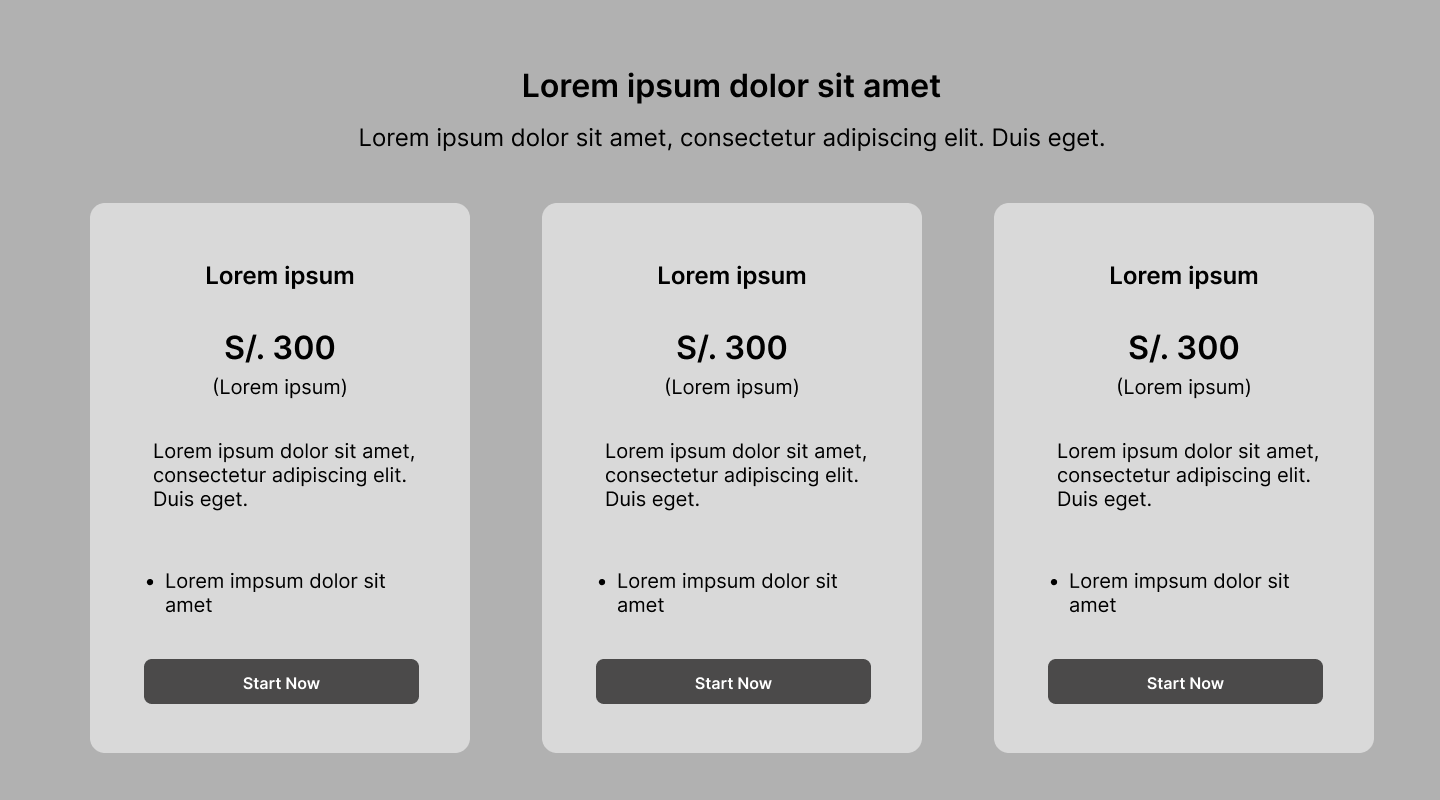 Lorem ipsum dolor sit amet
Lorem ipsum dolor sit amet, consectetur adipiscing elit. Duis eget.
Lorem ipsum
S/. 300
(Lorem ipsum)
Lorem ipsum dolor sit amet,
consectetur adipiscing elit.
Duis eget.
• Lorem impsum dolor sit
amet
Start Now
Lorem ipsum
S/. 300
(Lorem ipsum)
Lorem ipsum dolor sit amet,
consectetur adipiscing elit.
Duis eget.
• Lorem impsum dolor sit
amet
Start Now
Lorem ipsum
S/. 300
(Lorem ipsum)
Lorem ipsum dolor sit amet,
consectetur adipiscing elit.
Duis eget.
• Lorem impsum dolor sit
amet
Start Now